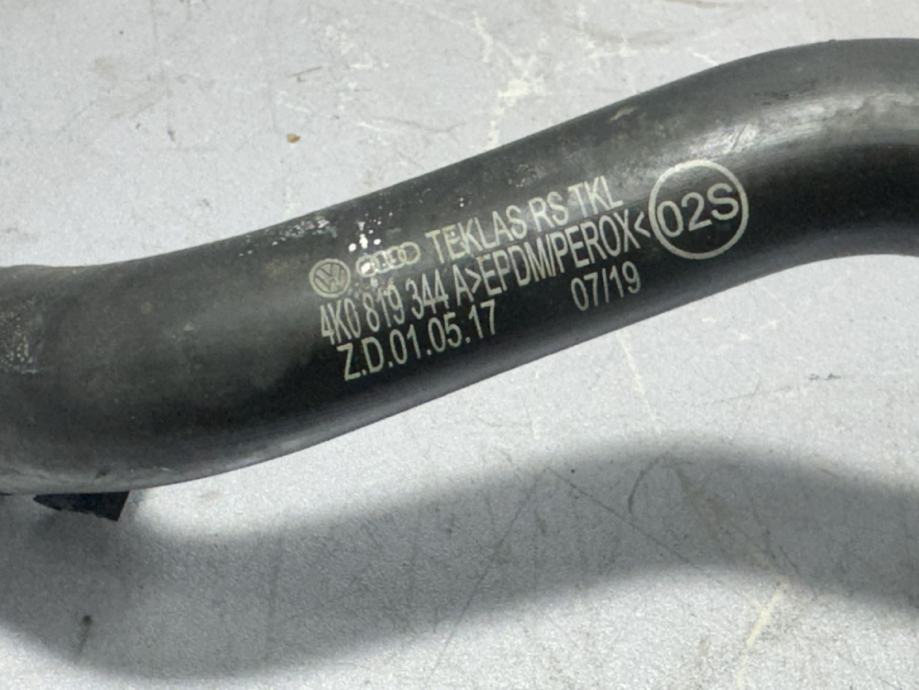 TEKLAS RS TKL
4K0 819 344 A>EPDM/PEROX<
02S
Z.D.01.05.17 07/19